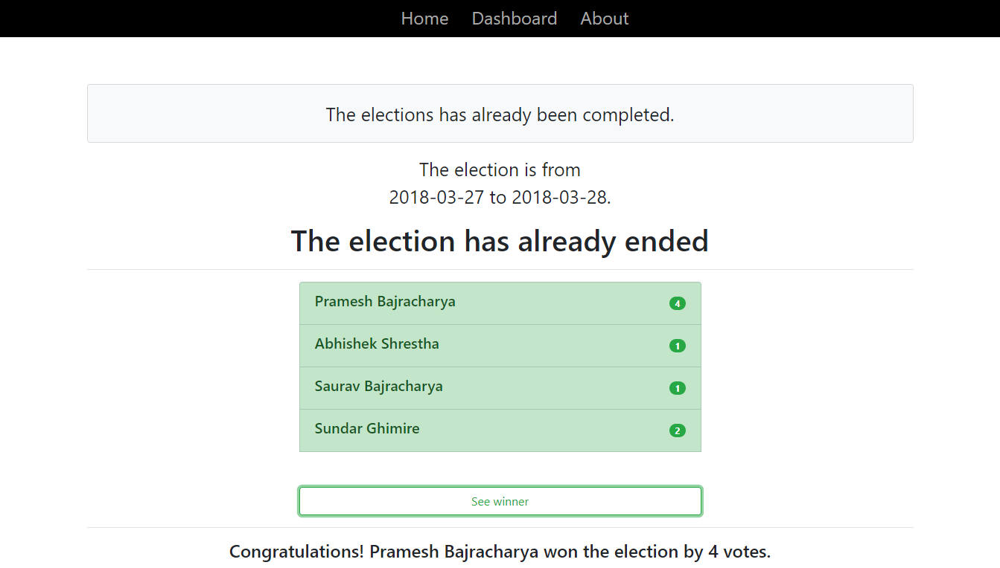 Home Dashboard About
The elections has already been completed.
The election is from
2018-03-27 to 2018-03-28.
The election has already ended
Pramesh Bajracharya 4
Abhishek Shrestha 1
Saurav Bajracharya 1
Sundar Ghimire 2
See winner
Congratulations! Pramesh Bajracharya won the election by 4 votes.